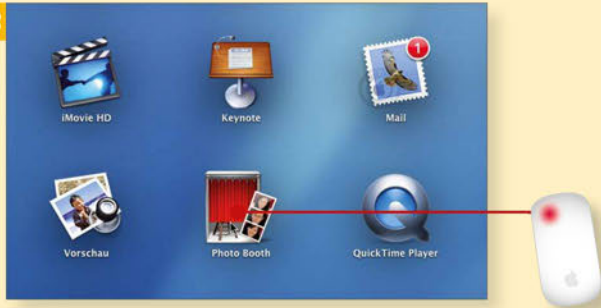 1
iMovie HD
Keynote
Mail
Vorschau
Photo Booth
QuickTime Player